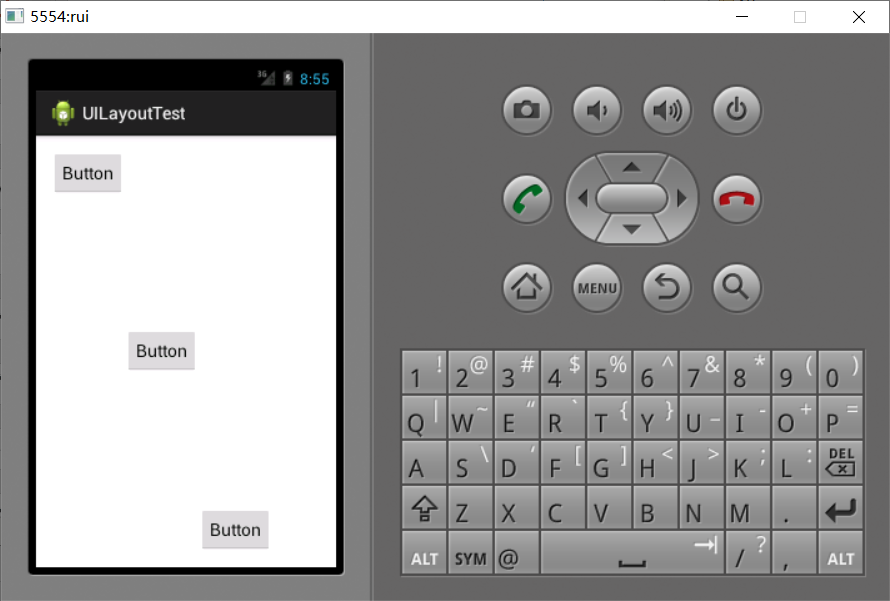 5554:rui
3G 8:55
UILayoutTest
Button
Button
Button
MENU
1 ! 2 @ 3 # 4 $ 5 % 6 ^ 7 & 8 * 9 ( 0 )
Q | W ~ E “ R ` T { Y } U _ I - O + P =
A S \ D ‘ F [ G ] H < J > K ; L : DEL
Z X C V B N M .
ALT SYM @ / ? , ALT